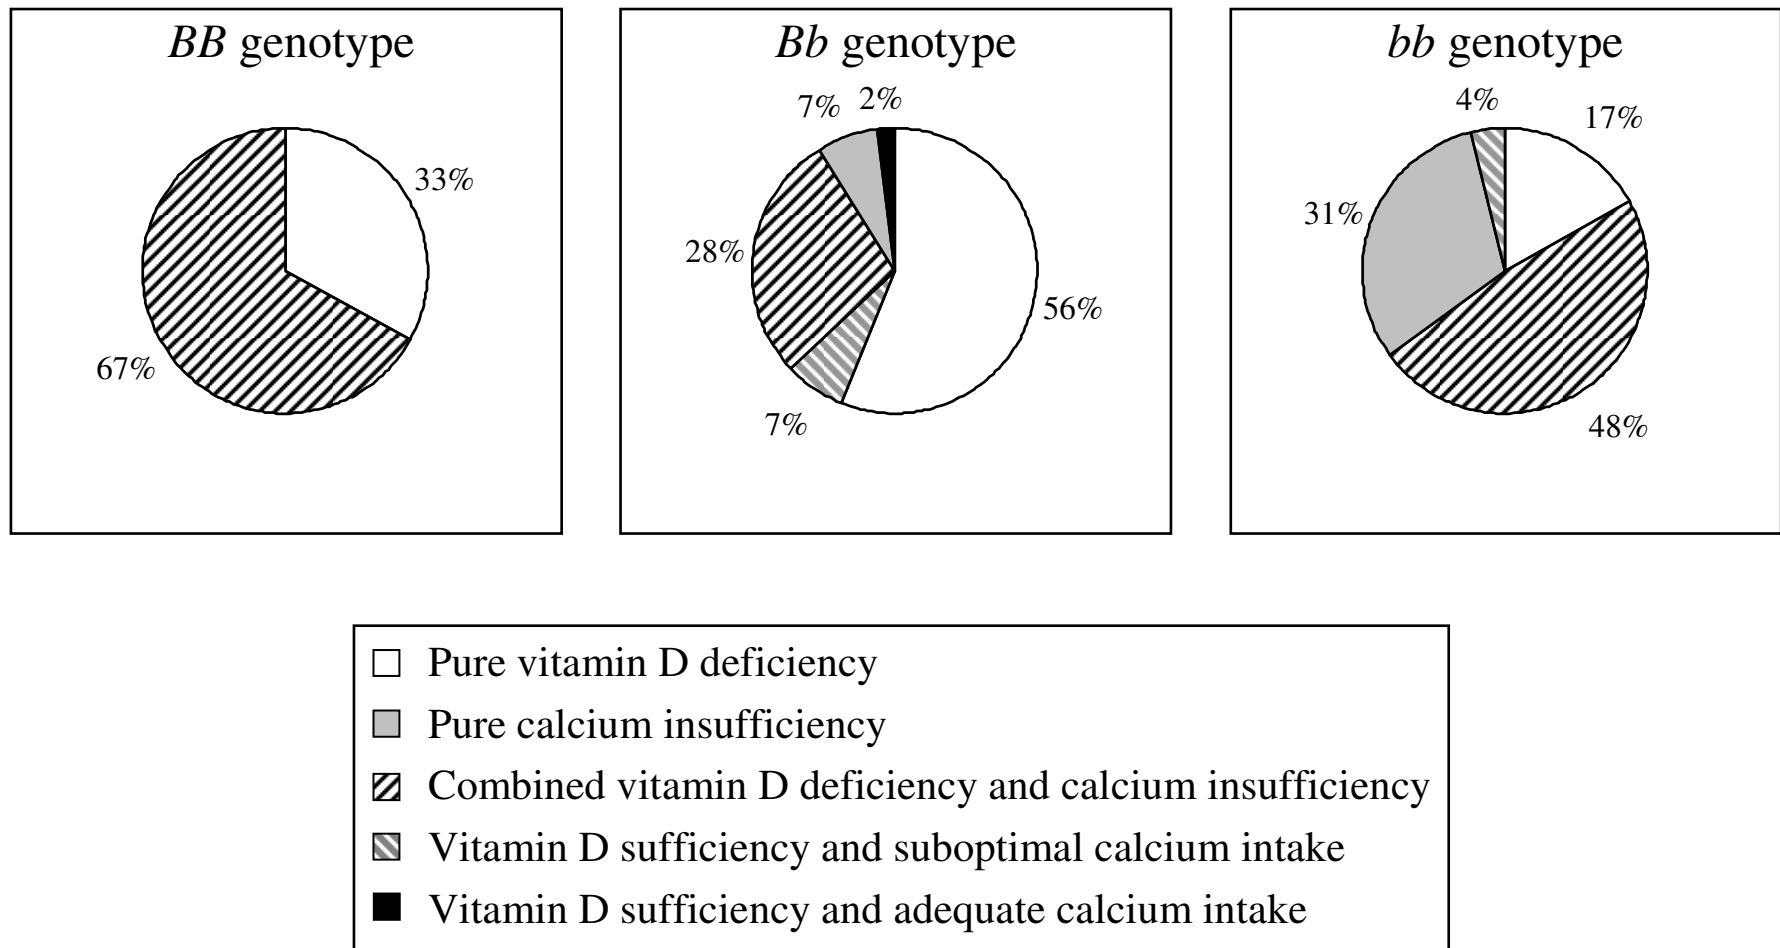 BB genotype
33%
67%
Bb genotype
7% 2%
28%
56%
7%
bb genotype
4%
17%
31%
48%
Pure vitamin D deficiency
Pure calcium insufficiency
Combined vitamin D deficiency and calcium insufficiency
Vitamin D sufficiency and suboptimal calcium intake
Vitamin D sufficiency and adequate calcium intake